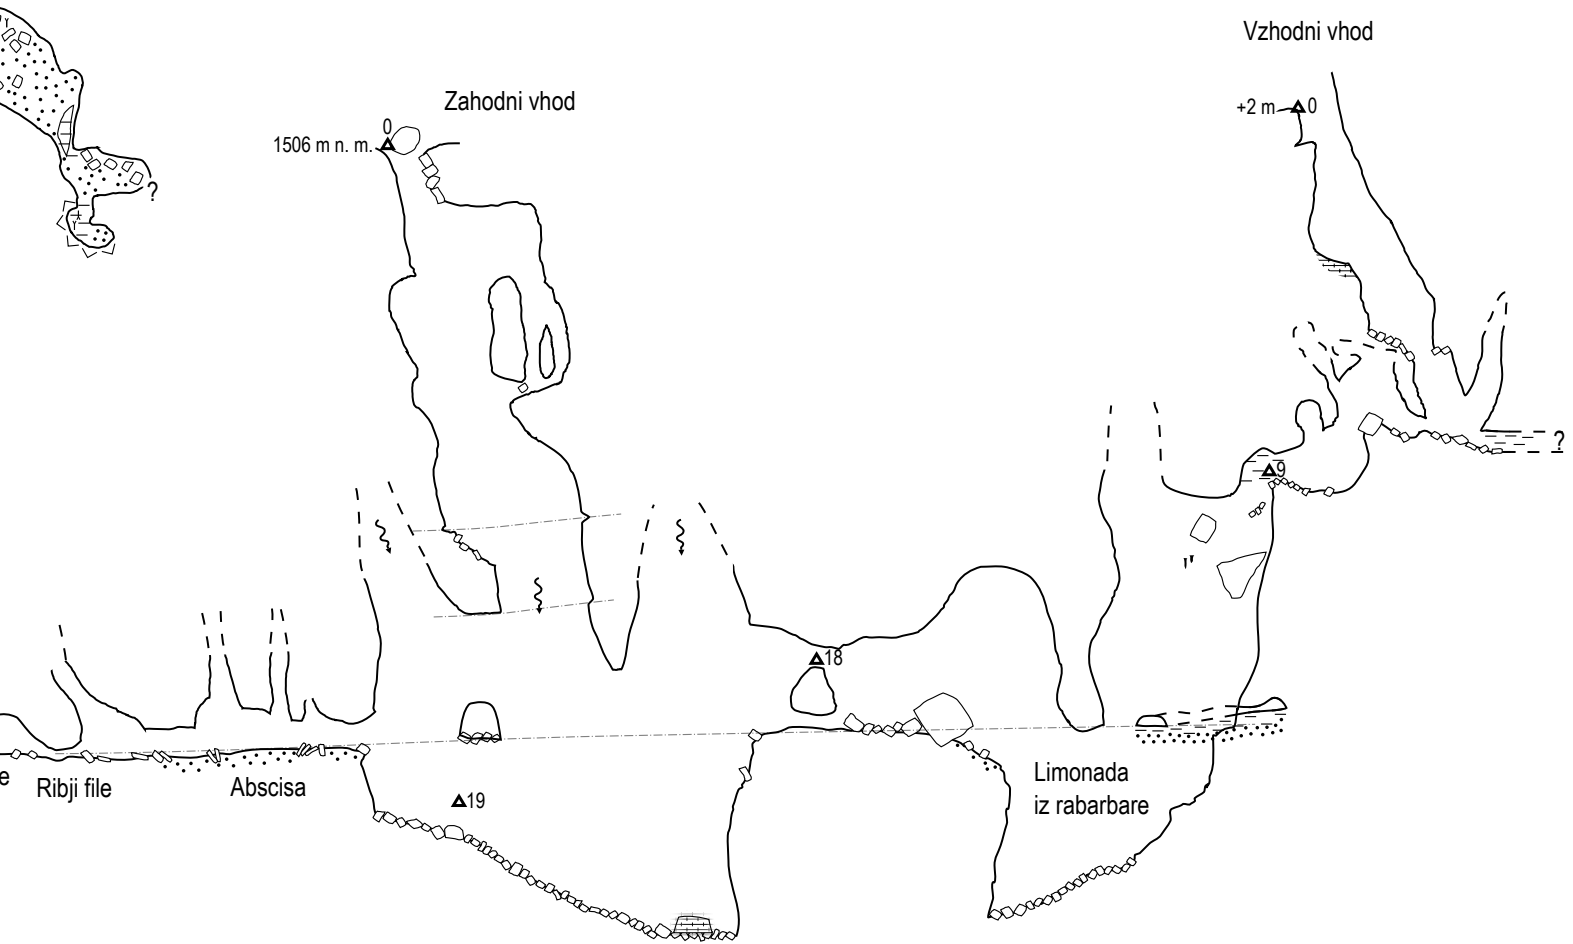 Vzhodni vhod
Zahodni vhod
+2 m
0
0
1506 m n. m.
?
?
9
18
e
Ribji file
Abscisa
19
Limonada
iz rabarbare